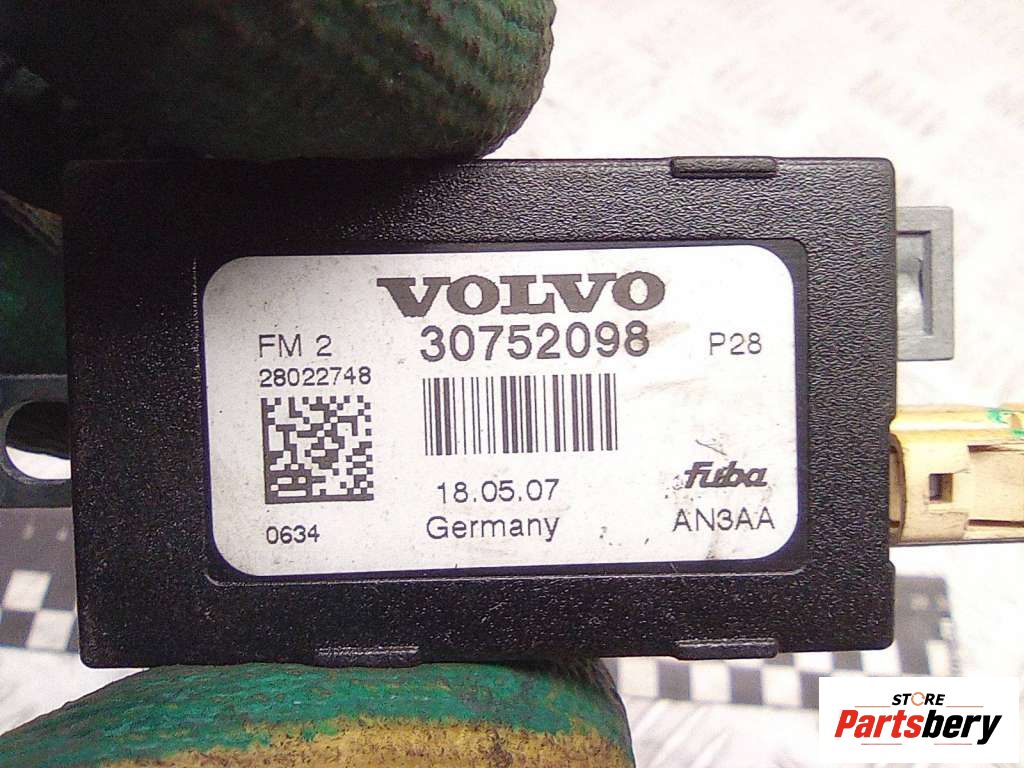 VOLVO
FM 2 30752098 P28
28022748
18.05.07 fuba
0634 Germany AN3AA
STORE
Partsbery